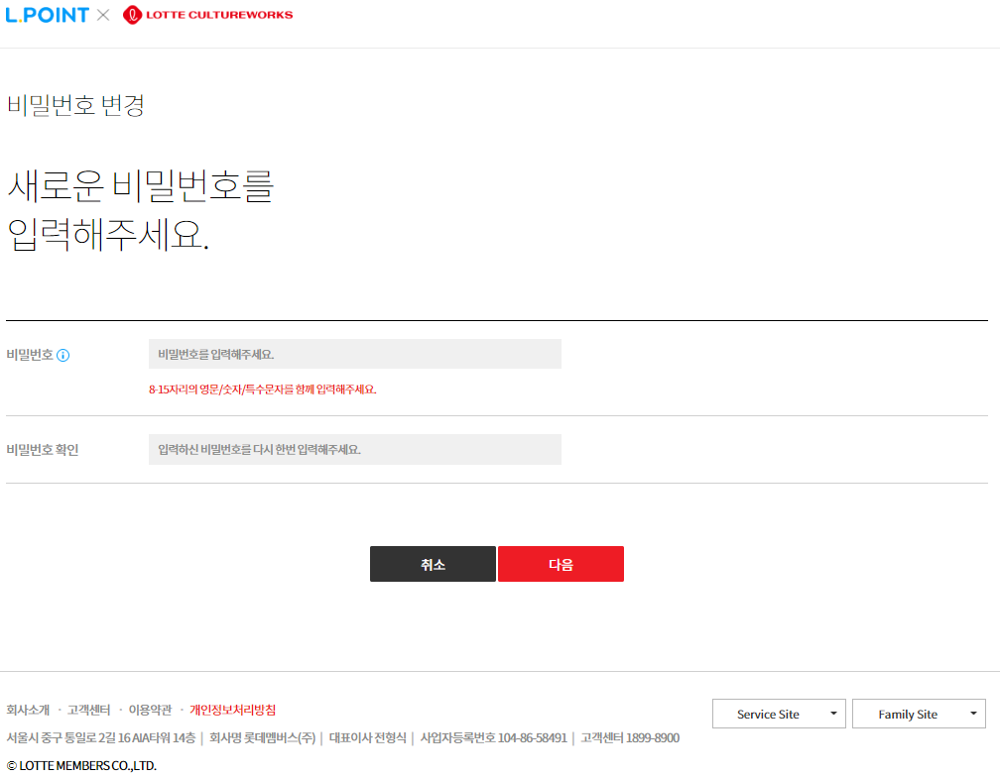 L.POINT × LOTTE CULTUREWORKS
비밀번호 변경
새로운 비밀번호를
입력해주세요.
비밀번호 비밀번호를 입력해주세요.
8-15자리의 영문/숫자/특수문자를 함께 입력해주세요.
비밀번호 확인 입력하신 비밀번호를 다시 한번 입력해주세요.
취소 다음
회사소개 · 고객센터 · 이용약관 · 개인정보처리방침
Service Site Family Site
서울시 중구 통일로 2길 16 AIA타워 14층 | 회사명 롯데멤버스(주) | 대표이사 전형식 | 사업자등록번호 104-86-58491 | 고객센터 1899-8900
© LOTTE MEMBERS CO.,LTD.